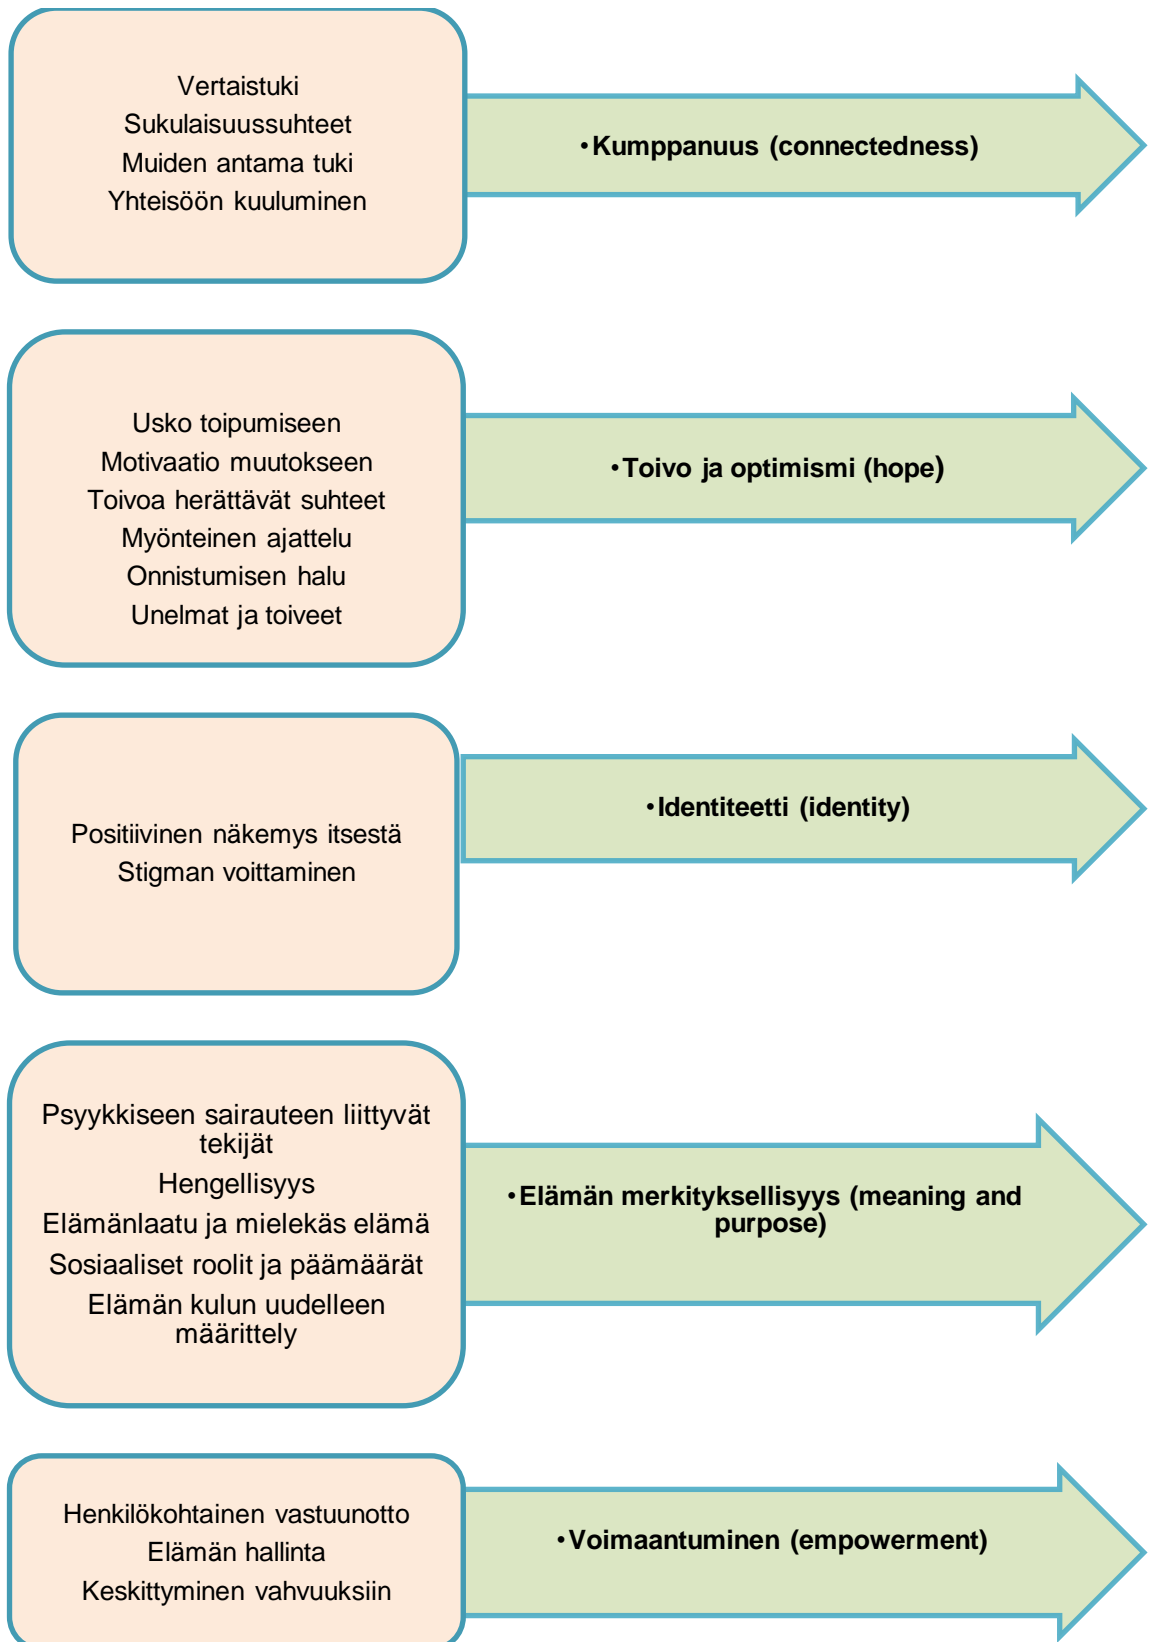 Vertaistuki
Sukulaisuussuhteet
Muiden antama tuki
Yhteisöön kuuluminen
•Kumppanuus (connectedness)
Usko toipumiseen
Motivaatio muutokseen
Toivoa herättävät suhteet
Myönteinen ajattelu
Onnistumisen halu
Unelmat ja toiveet
•Toivo ja optimismi (hope)
Positiivinen näkemys itsestä
Stigman voittaminen
•Identiteetti (identity)
Psyykkiseen sairauteen liittyvät
tekijät
Hengellisyys
Elämänlaatu ja mielekäs elämä
Sosiaaliset roolit ja päämäärät
Elämän kulun uudelleen
määrittely
•Elämän merkityksellisyys (meaning and
purpose)
Henkilökohtainen vastuunotto
Elämän hallinta
Keskittyminen vahvuuksiin
•Voimaantuminen (empowerment)